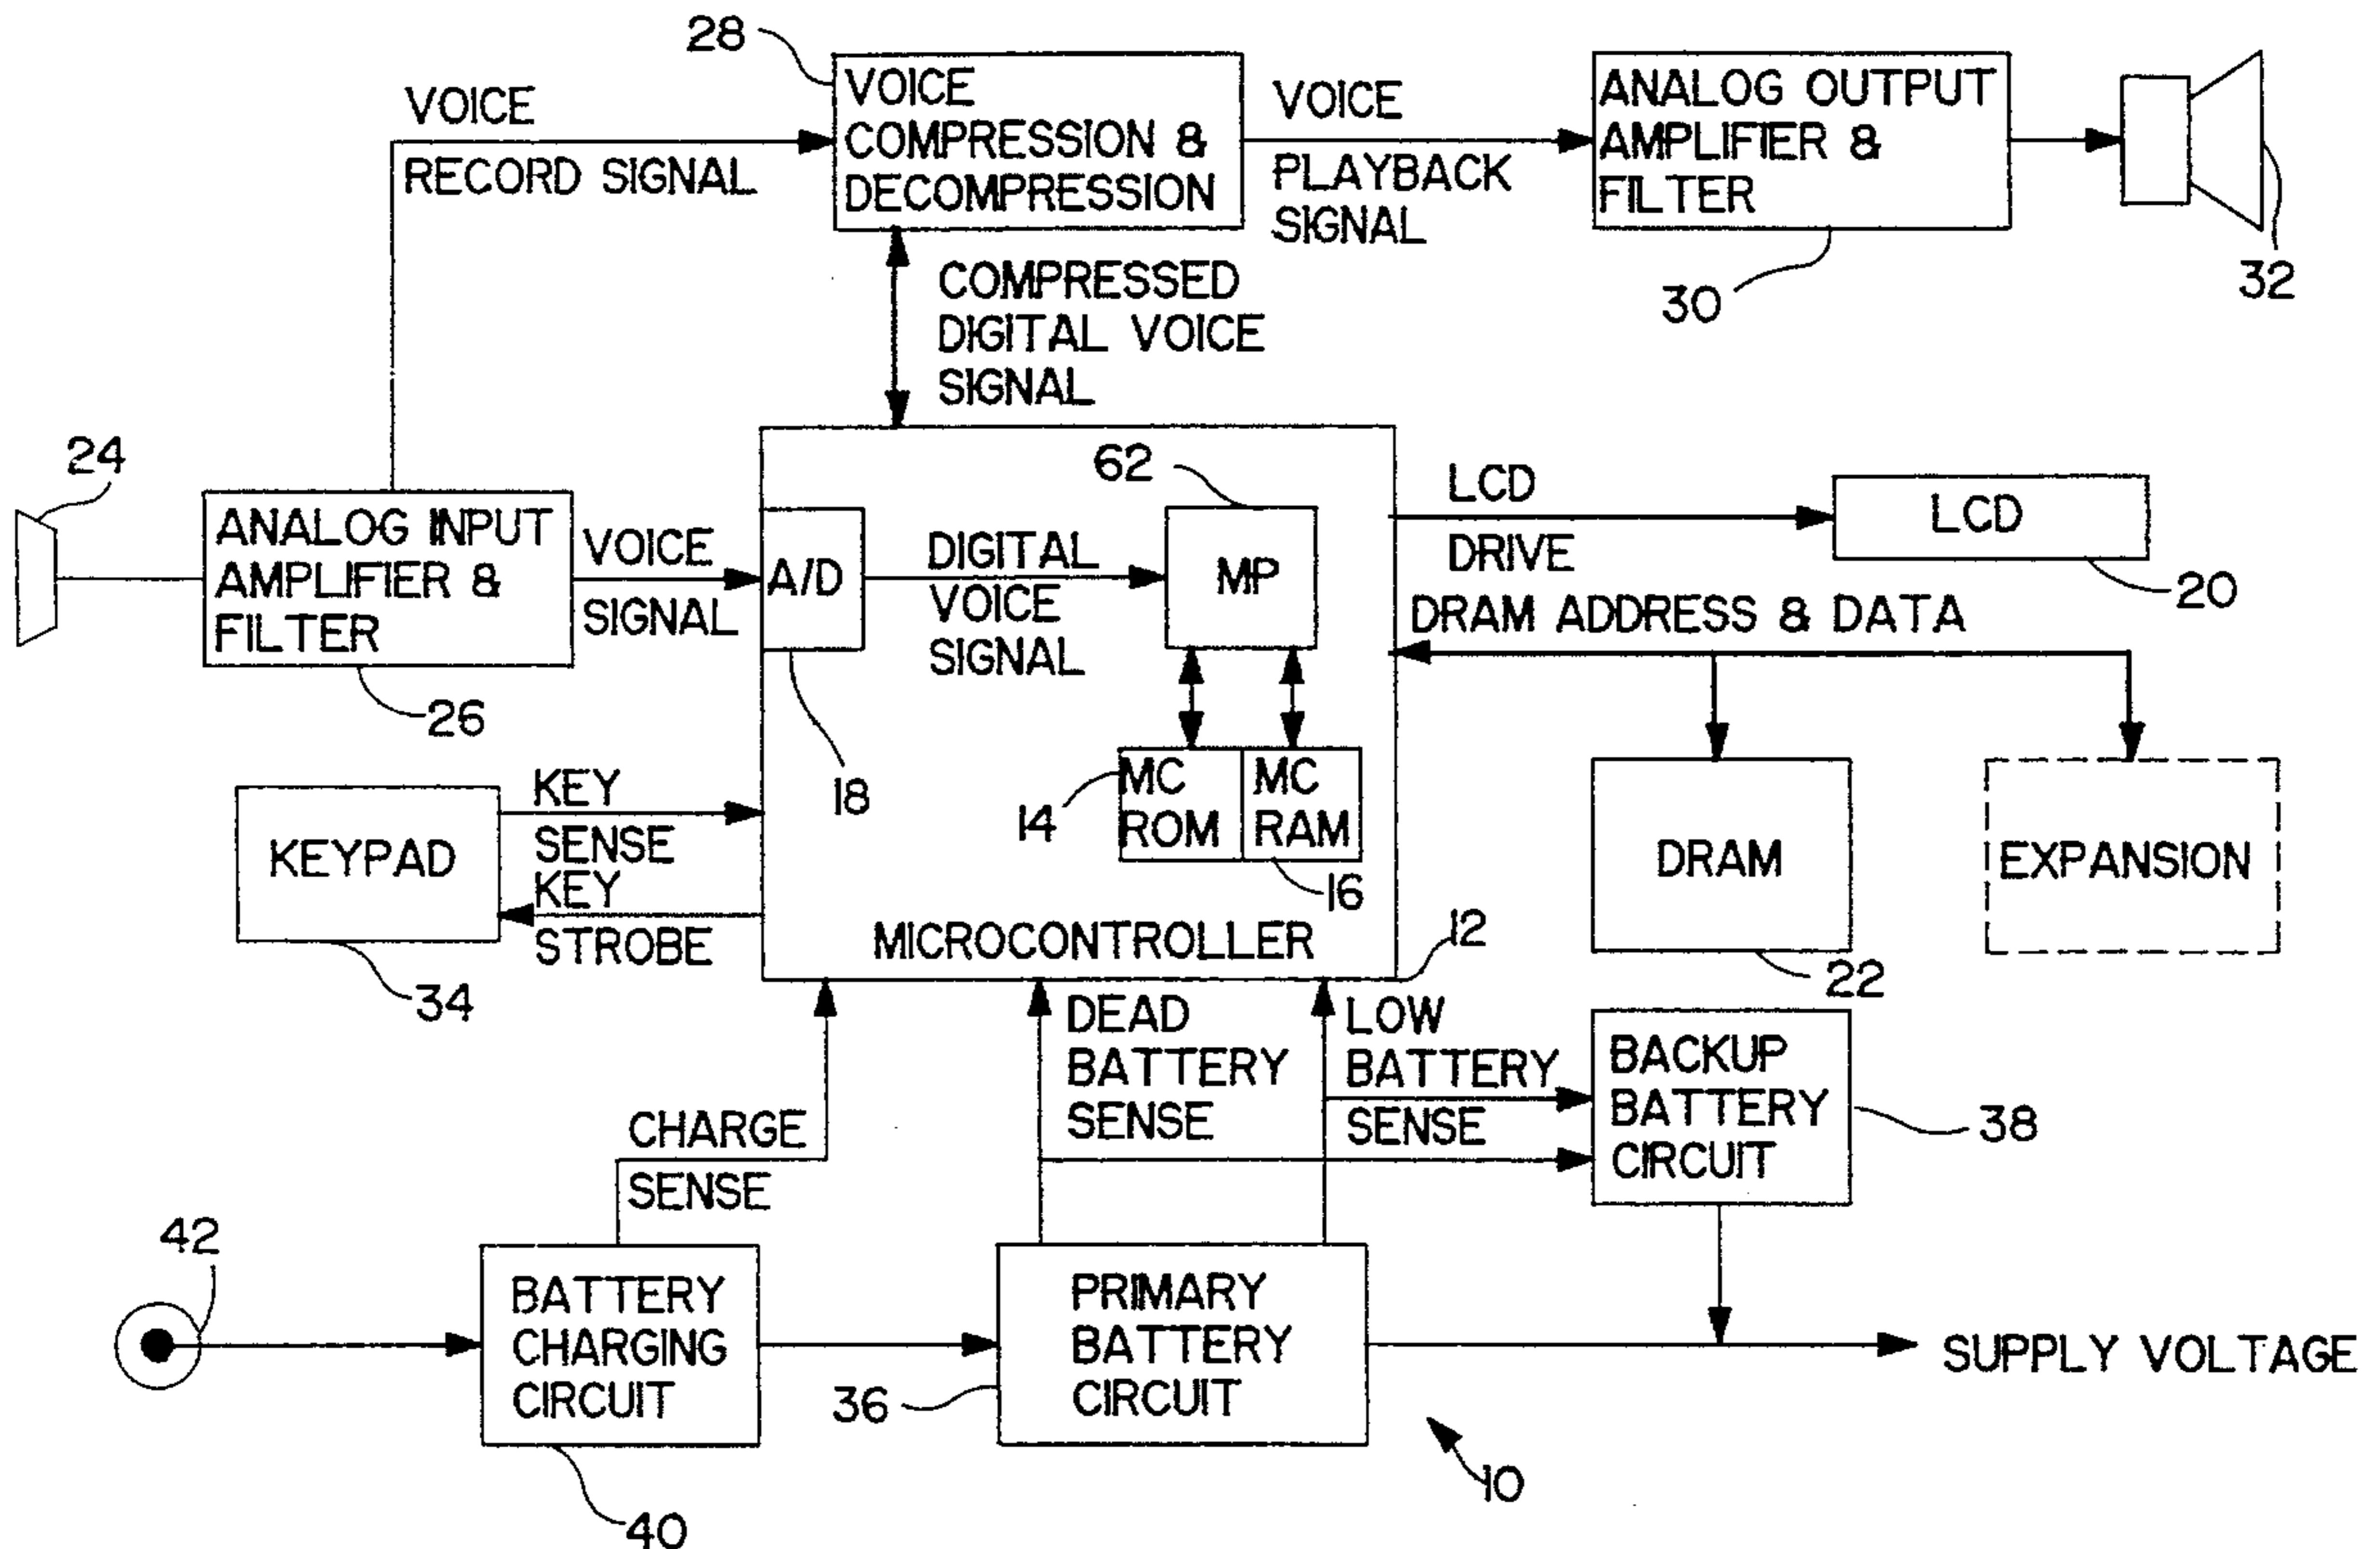 28
VOICE
COMPRESSION &
DECOMPRESSION
VOICE
RECORD SIGNAL
VOICE
PLAYBACK
SIGNAL
ANALOG OUTPUT
AMPLIFIER &
FILTER
30
32
COMPRESSED
DIGITAL VOICE
SIGNAL
24
ANALOG INPUT
AMPLIFIER &
FILTER
26
VOICE
SIGNAL
A/D
18
DIGITAL
VOICE
SIGNAL
62
MP
LCD
DRIVE
LCD
20
DRAM ADDRESS & DATA
KEYPAD
34
KEY
SENSE
KEY
STROBE
14
MC
ROM
MC
RAM
16
MICROCONTROLLER
12
DRAM
22
EXPANSION
DEAD
BATTERY
SENSE
LOW
BATTERY
SENSE
BACKUP
BATTERY
CIRCUIT
38
CHARGE
SENSE
42
BATTERY
CHARGING
CIRCUIT
40
PRIMARY
BATTERY
CIRCUIT
36
SUPPLY VOLTAGE
10